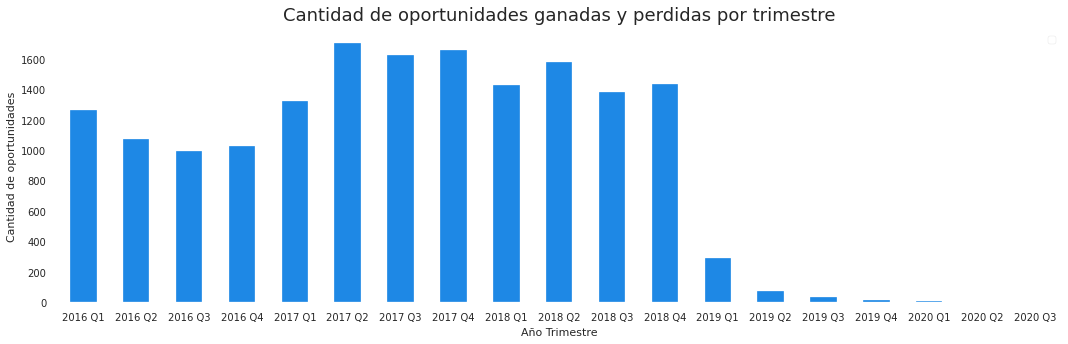 Cantidad de oportunidades ganadas y perdidas por trimestre
Cantidad de oportunidades
1600
1400
1200
1000
800
600
400
200
0
2016 Q1 2016 Q2 2016 Q3 2016 Q4 2017 Q1 2017 Q2 2017 Q3 2017 Q4 2018 Q1 2018 Q2 2018 Q3 2018 Q4 2019 Q1 2019 Q2 2019 Q3 2019 Q4 2020 Q1 2020 Q2 2020 Q3
Año Trimestre